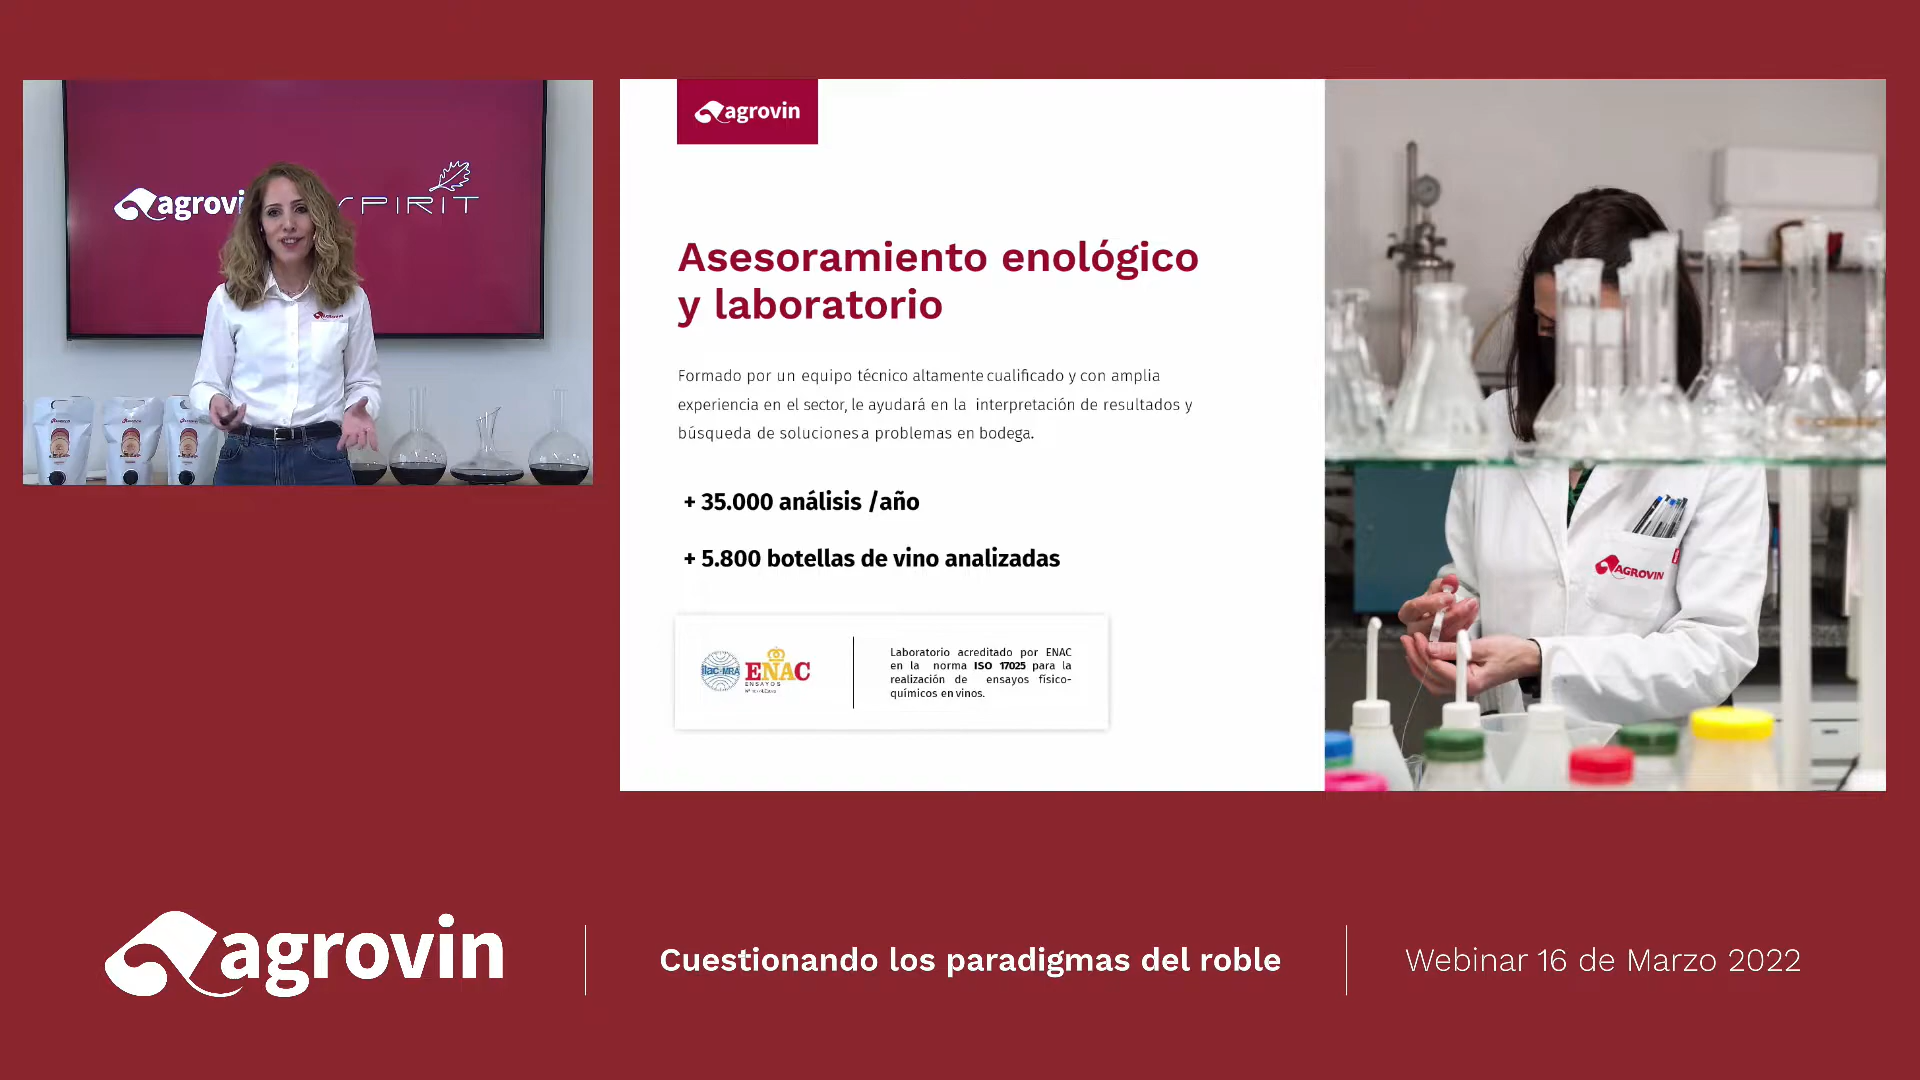 agrovi
SPIRIT
agrovin
Asesoramiento enológico
y laboratorio
Formado por un equipo técnico altamente cualificado y con amplia
experiencia en el sector, le ayudará en la interpretación de resultados y
búsqueda de soluciones a problemas en bodega.
+ 35.000 análisis /año
+ 5.800 botellas de vino analizadas
ilac-MRA
ENAC
ENSAYOS
Laboratorio acreditado por ENAC
en la norma ISO 17025 para la
realización de ensayos físico-
químicos en vinos.
AGROVIN
agrovin
Cuestionando los paradigmas del roble
Webinar 16 de Marzo 2022